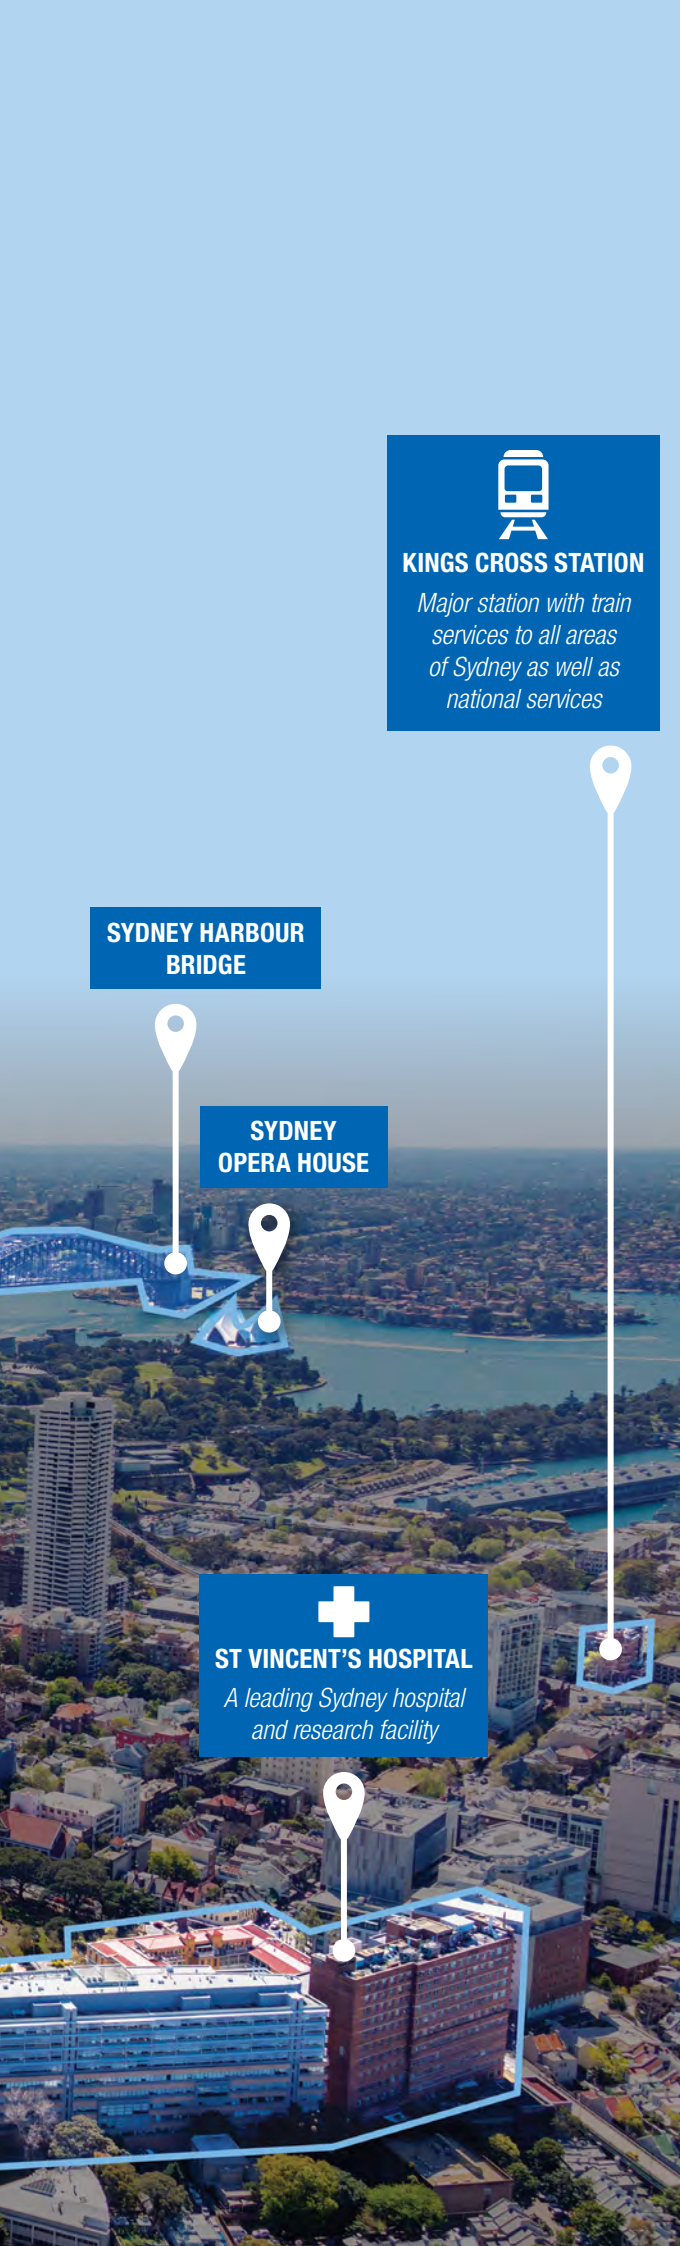 KINGS CROSS STATION
Major station with train
services to all areas
of Sydney as well as
national services
SYDNEY HARBOUR
BRIDGE
SYDNEY
OPERA HOUSE
ST VINCENT'S HOSPITAL
A leading Sydney hospital
and research facility